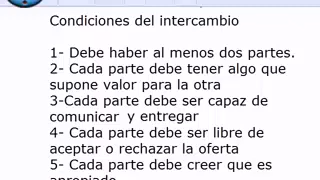 Condiciones del intercambio
1- Debe haber al menos dos partes.
2- Cada parte debe tener algo que
supone valor para la otra
3-Cada parte debe ser capaz de
comunicar y entregar
4- Cada parte debe ser libre de
aceptar o rechazar la oferta
5- Cada parte debe creer que es
apropiado